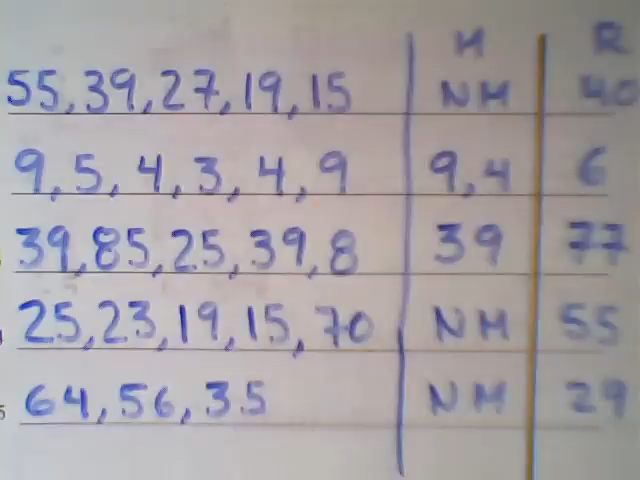 M R
55, 39, 27, 19, 15 NM 40
9, 5, 4, 3, 4, 9 9,4 6
39, 85, 25, 39, 8 39 77
25, 23, 19, 15, 70 NM 55
5 64, 56, 35 NM 29